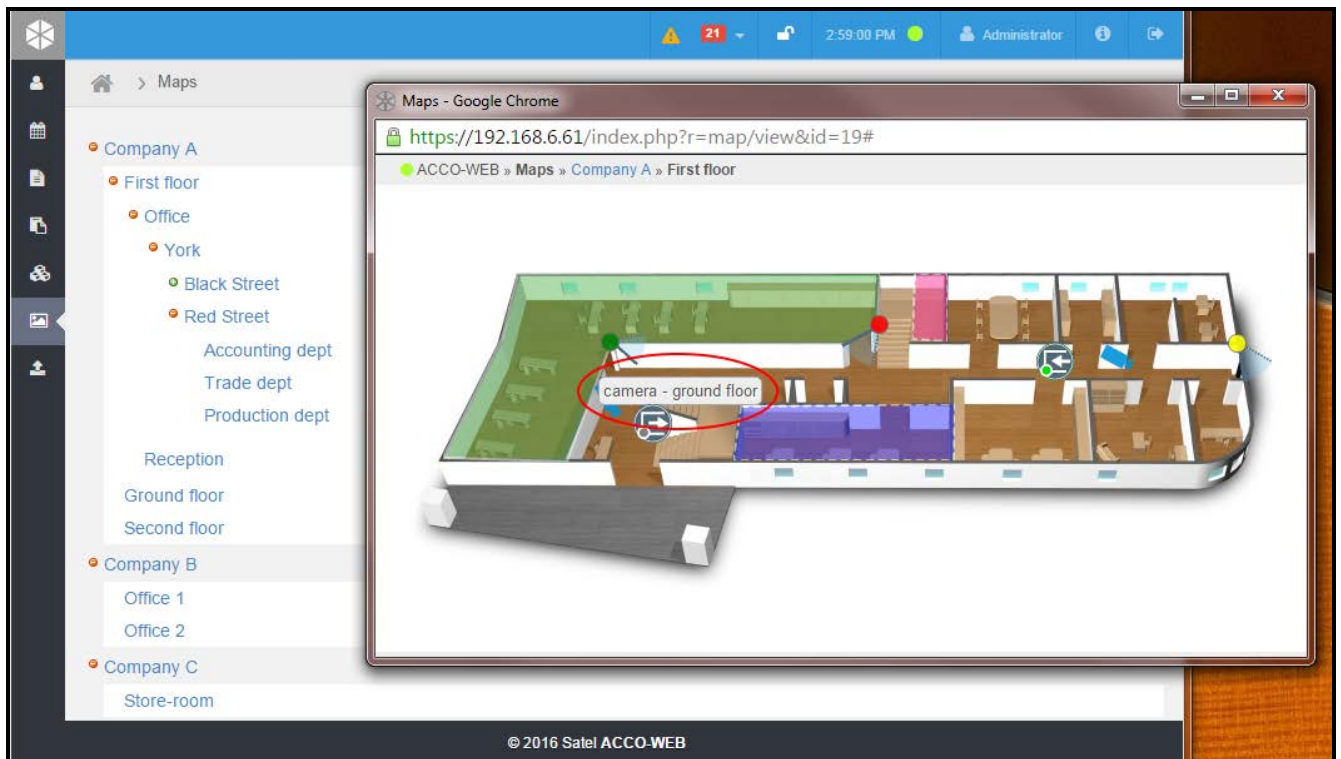 21
2:59:00 PM
Administrator
> Maps
Company A
First floor
Office
York
Black Street
Red Street
Accounting dept
Trade dept
Production dept
Reception
Ground floor
Second floor
Company B
Office 1
Office 2
Company C
Store-room
Maps - Google Chrome
https://192.168.6.61/index.php?r=map/view&id=19#
ACCO-WEB » Maps » Company A » First floor
camera - ground floor
© 2016 Satel ACCO-WEB